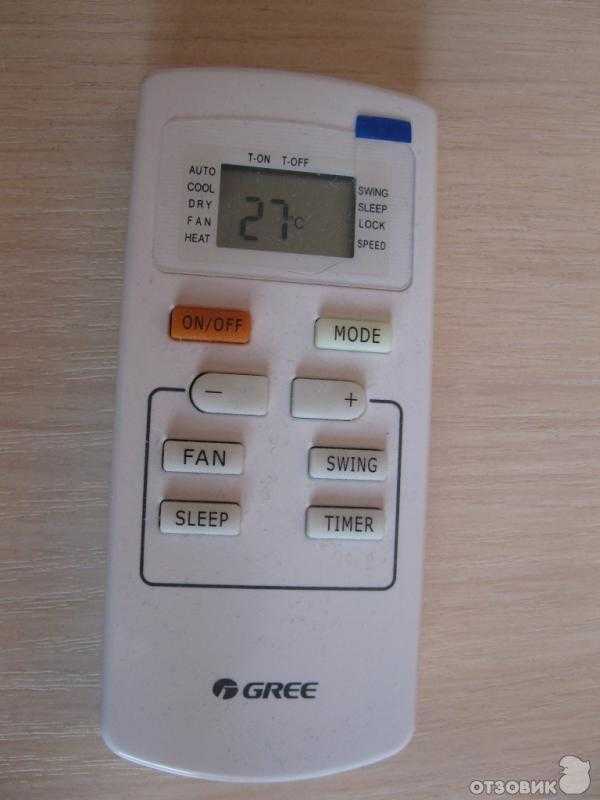 T-ON T-OFF
AUTO
COOL
DRY
FAN
HEAT
27°C
SWING
SLEEP
LOCK
SPEED
ON/OFF MODE
− +
FAN SWING
SLEEP TIMER
GREE
ОТЗОВИК